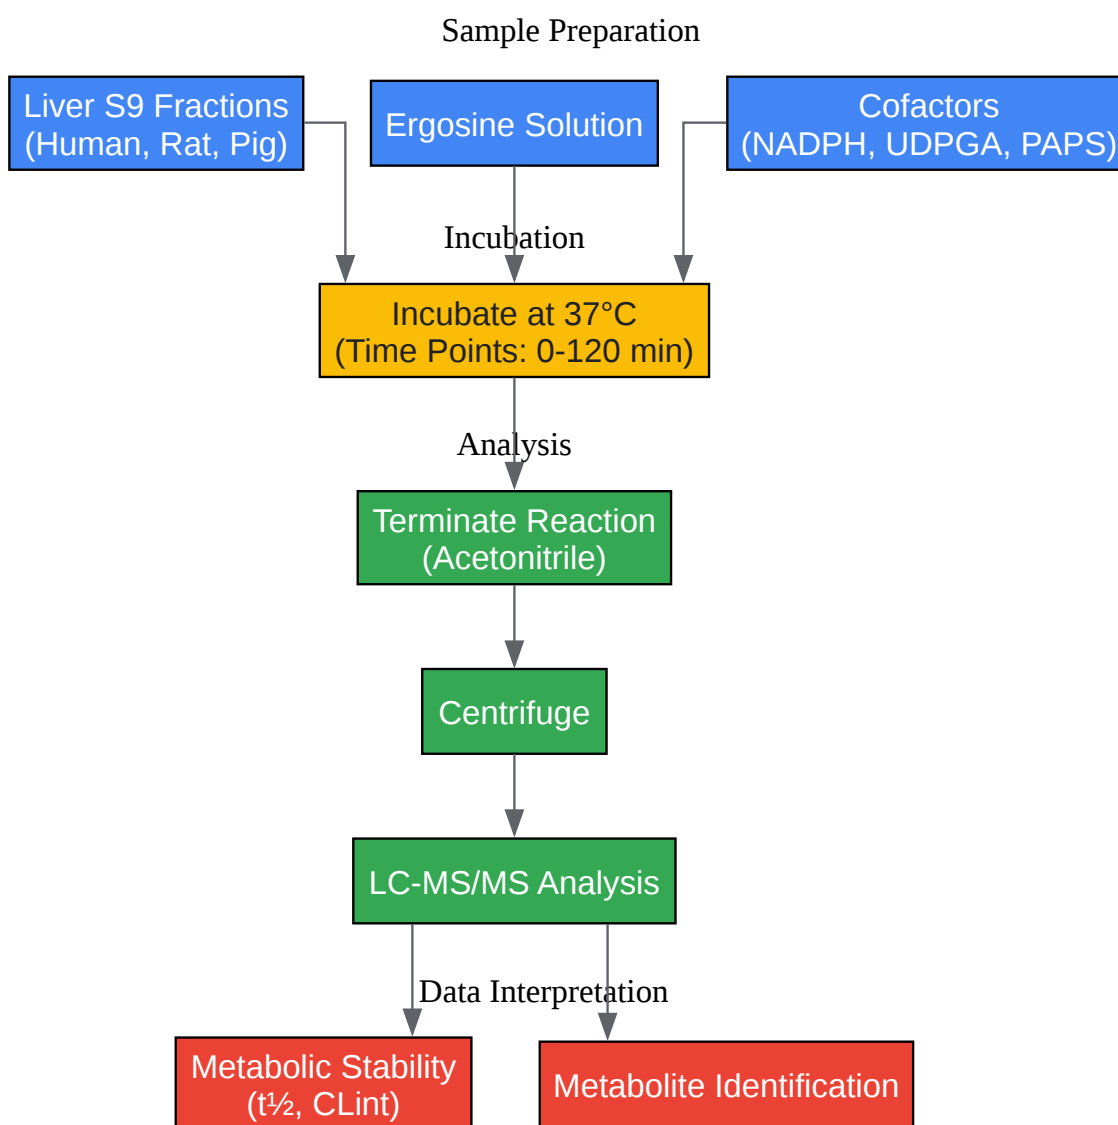 Sample Preparation
Liver S9 Fractions
(Human, Rat, Pig)
Ergosine Solution
Cofactors
(NADPH, UDPGA, PAPS)
Incubation
Incubate at 37°C
(Time Points: 0-120 min)
Analysis
Terminate Reaction
(Acetonitrile)
Centrifuge
LC-MS/MS Analysis
Data Interpretation
Metabolic Stability
(t½, CLint)
Metabolite Identification